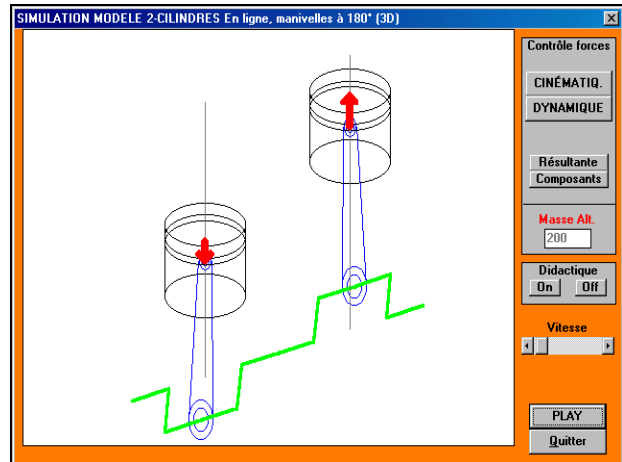 SIMULATION MODELE 2-CILINDRES En ligne, manivelles à 180° (3D)
Contrôle forces
CINÉMATIQ.
DYNAMIQUE
Résultante
Composants
Masse Alt.
200
Didactique
On Off
Vitesse
PLAY
Quitter